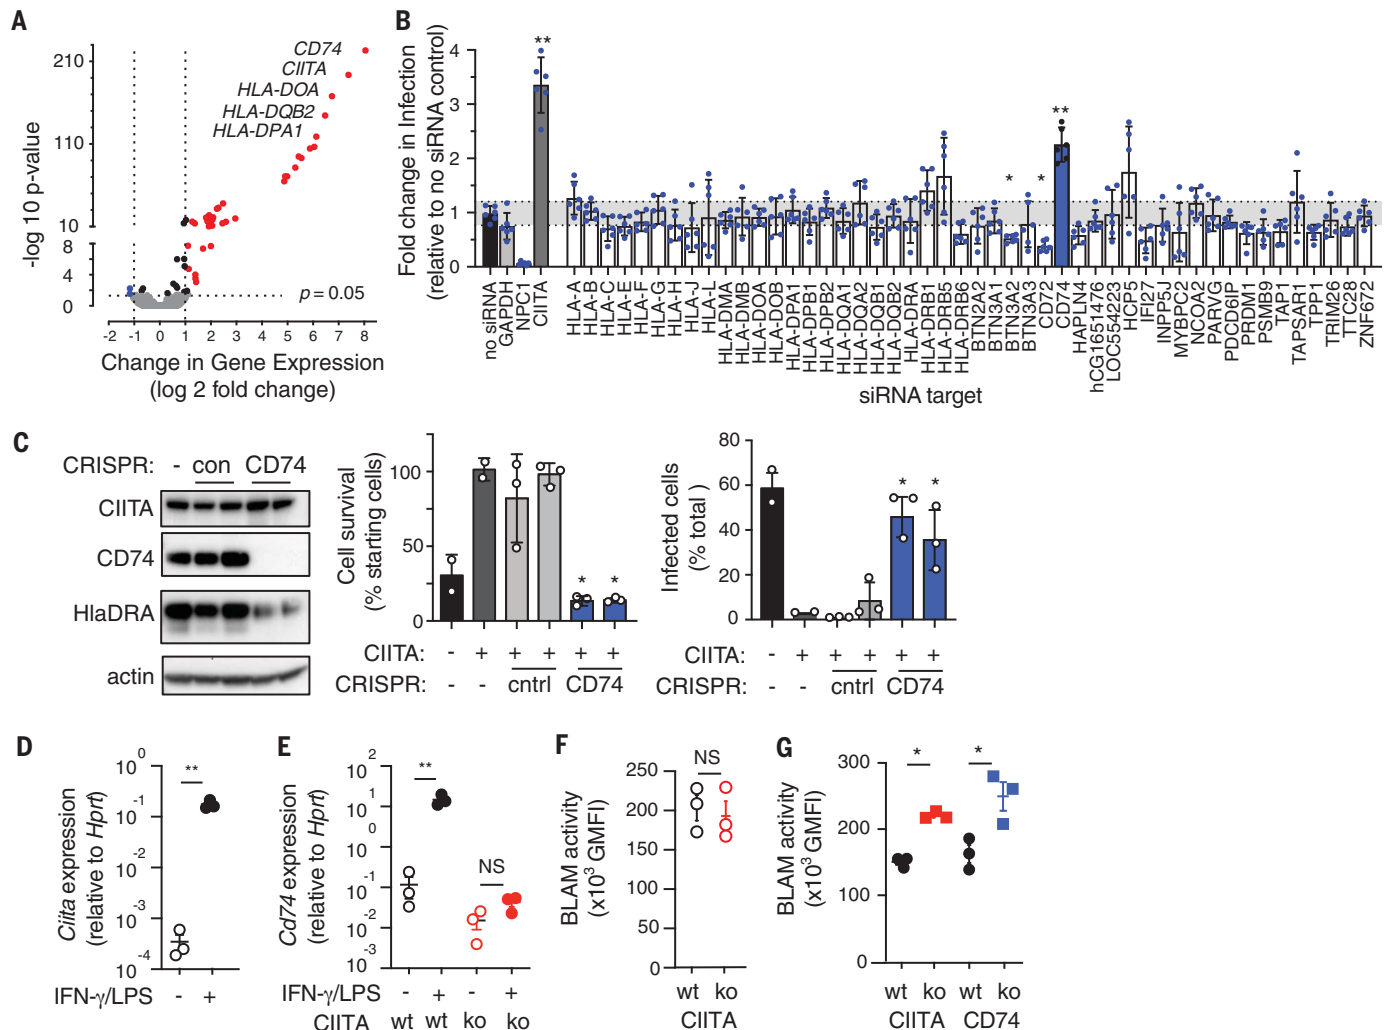 A
-log 10 p-value
210
110
10
8
4
0
CD74
CIITA
HLA-DOA
HLA-DQB2
HLA-DPA1
p = 0.05
-2 -1 0 1 2 3 4 5 6 7 8
Change in Gene Expression
(log 2 fold change)
B
Fold change in Infection
(relative to no siRNA control)
4
3
2
1
0
**
*
*
**
no siRNA
GAPDH
NPC1
CIITA
HLA-A
HLA-B
HLA-C
HLA-E
HLA-F
HLA-G
HLA-H
HLA-J
HLA-L
HLA-DMA
HLA-DMB
HLA-DOA
HLA-DOB
HLA-DPA1
HLA-DPB1
HLA-DPB2
HLA-DQA1
HLA-DQA2
HLA-DQB1
HLA-DQB2
HLA-DRA
HLA-DRB1
HLA-DRB5
HLA-DRB6
BTN2A2
BTN3A1
BTN3A2
BTN3A3
CD72
CD74
HAPLN4
hCG1651476
LOC554223
HCP5
IFI27
INPP5J
MYBPC2
NCOA2
PARVG
PDCD6IP
PRDM1
PSMB9
TAP1
TAPSAR1
TPP1
TRIM26
TTC28
ZNF672
siRNA target
C
CRISPR: - con CD74
CIITA
CD74
HlaDRA
actin
Cell survival
(% starting cells)
100
50
0
* *
CIITA: - + + + + +
CRISPR: - - cntrl CD74
Infected cells
(% total )
80
60
40
20
0
* *
CIITA: - + + + + +
CRISPR: - - cntrl CD74
D
Ciita expression
(relative to Hprt)
10 0
10 -1
10 -2
10 -3
10 -4
**
IFN-γ/LPS - +
E
Cd74 expression
(relative to Hprt)
10 2
10 1
10 0
10 -1
10 -2
10 -3
**
NS
IFN-γ/LPS - + - +
CIITA wt wt ko ko
F
BLAM activity
(x103 GMFI)
250
200
150
100
50
0
NS
wt ko
CIITA
G
BLAM activity
(x103 GMFI)
300
200
100
0
* *
wt ko wt ko
CIITA CD74